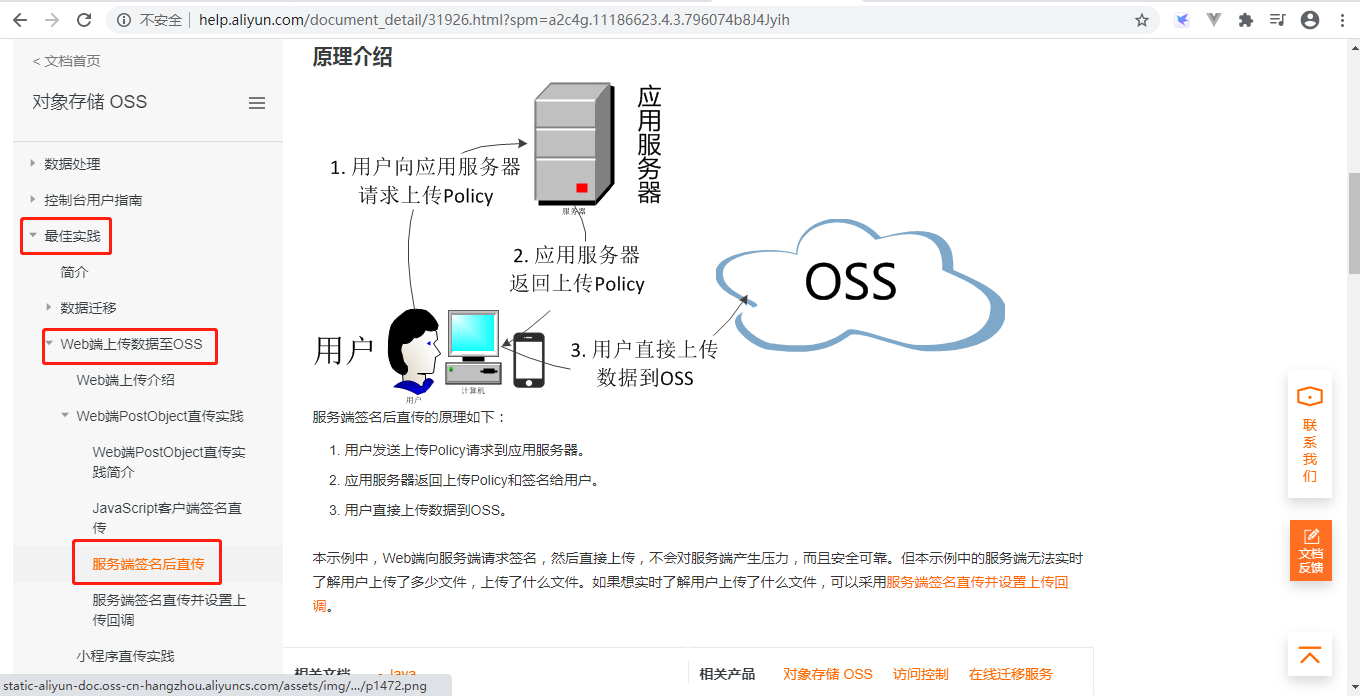 不安全
help.aliyun.com/document_detail/31926.html?spm=a2c4g.11186623.4.3.796074b8J4Jyih
< 文档首页
对象存储 OSS
数据处理
控制台用户指南
最佳实践
简介
数据迁移
Web端上传数据至OSS
Web端上传介绍
Web端PostObject直传实践
Web端PostObject直传实
践简介
JavaScript客户端签名直
传
服务端签名后直传
服务端签名直传并设置上
传回调
小程序直传实践
原理介绍
应用服务器
1. 用户向应用服务器
请求上传Policy
服务器
2. 应用服务器
返回上传Policy
OSS
用户
3. 用户直接上传
数据到OSS
计算机
用户
服务端签名后直传的原理如下：
1. 用户发送上传Policy请求到应用服务器。
2. 应用服务器返回上传Policy和签名给用户。
3. 用户直接上传数据到OSS。
本示例中，Web端向服务端请求签名，然后直接上传，不会对服务端产生压力，而且安全可靠。但本示例中的服务端无法实时
了解用户上传了多少文件，上传了什么文件。如果想实时了解用户上传了什么文件，可以采用服务端签名直传并设置上传回
调。
相关文档
Java
相关产品
对象存储 OSS
访问控制
在线迁移服务
联系我们
文档
反馈
static-aliyun-doc.oss-cn-hangzhou.aliyuncs.com/assets/img/.../p1472.png